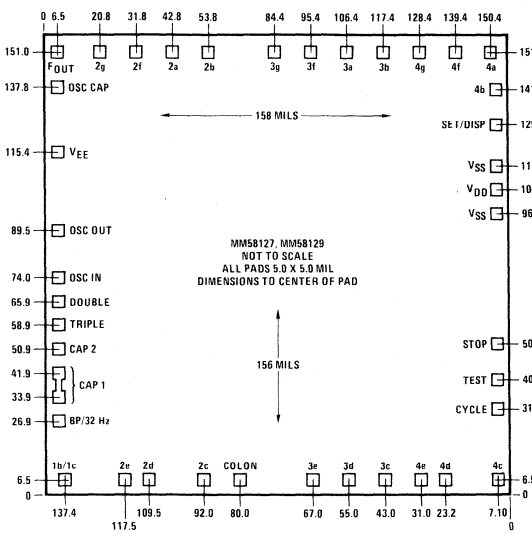 0 6.5 20.8 31.8 42.8 53.8 84.4 95.4 106.4 117.4 128.4 139.4 150.4
151.0
FOUT 2g 2f 2a 2b 3g 3f 3a 3b 4g 4f 4a
137.8 OSC CAP
4b
158 MILS
SET/DISP
115.4 VEE
VSS
VDD
VSS
89.5 OSC OUT
MM58127, MM58129
NOT TO SCALE
ALL PADS 5.0 X 5.0 MIL
DIMENSIONS TO CENTER OF PAD
74.0 OSC IN
65.9 DOUBLE
58.9 TRIPLE
STOP
50.9 CAP 2
156 MILS
41.9
CAP 1
TEST
33.9
CYCLE
26.9 BP/32 Hz
1b/1c 2e 2d 2c COLON 3e 3d 3c 4e 4d 4c
6.5
0 0
137.4 109.5 92.0 80.0 67.0 55.0 43.0 31.0 23.2 7.10
117.5 0